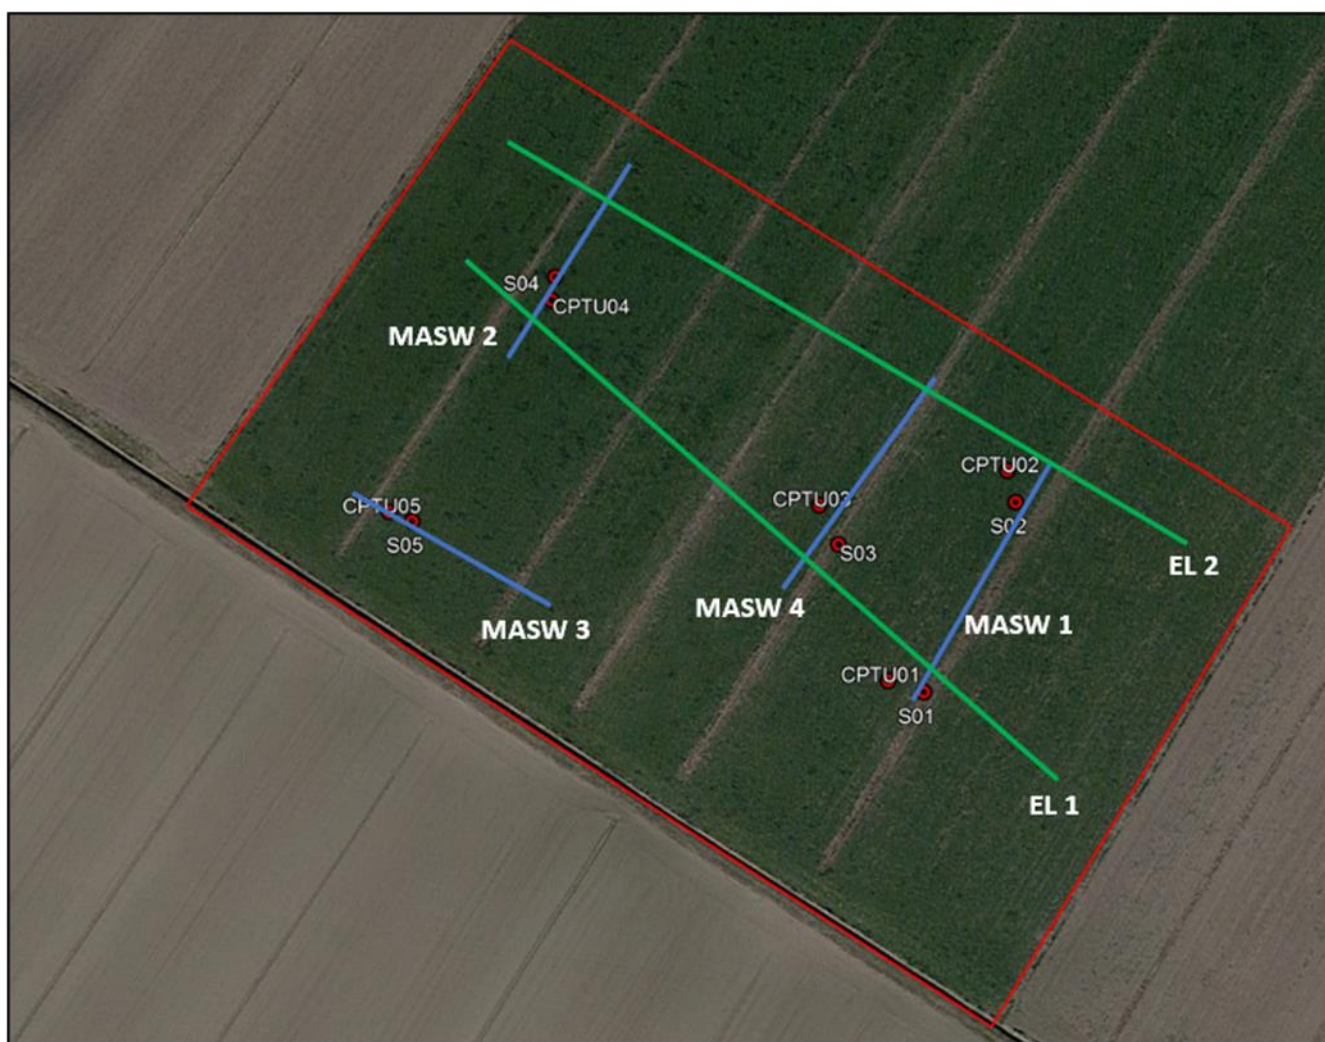 S04
CPTU04
MASW 2
CPTU02
CPTU05
CPTU03
S02
S05
S03
EL 2
MASW 4
MASW 1
MASW 3
CPTU01
S01
EL 1